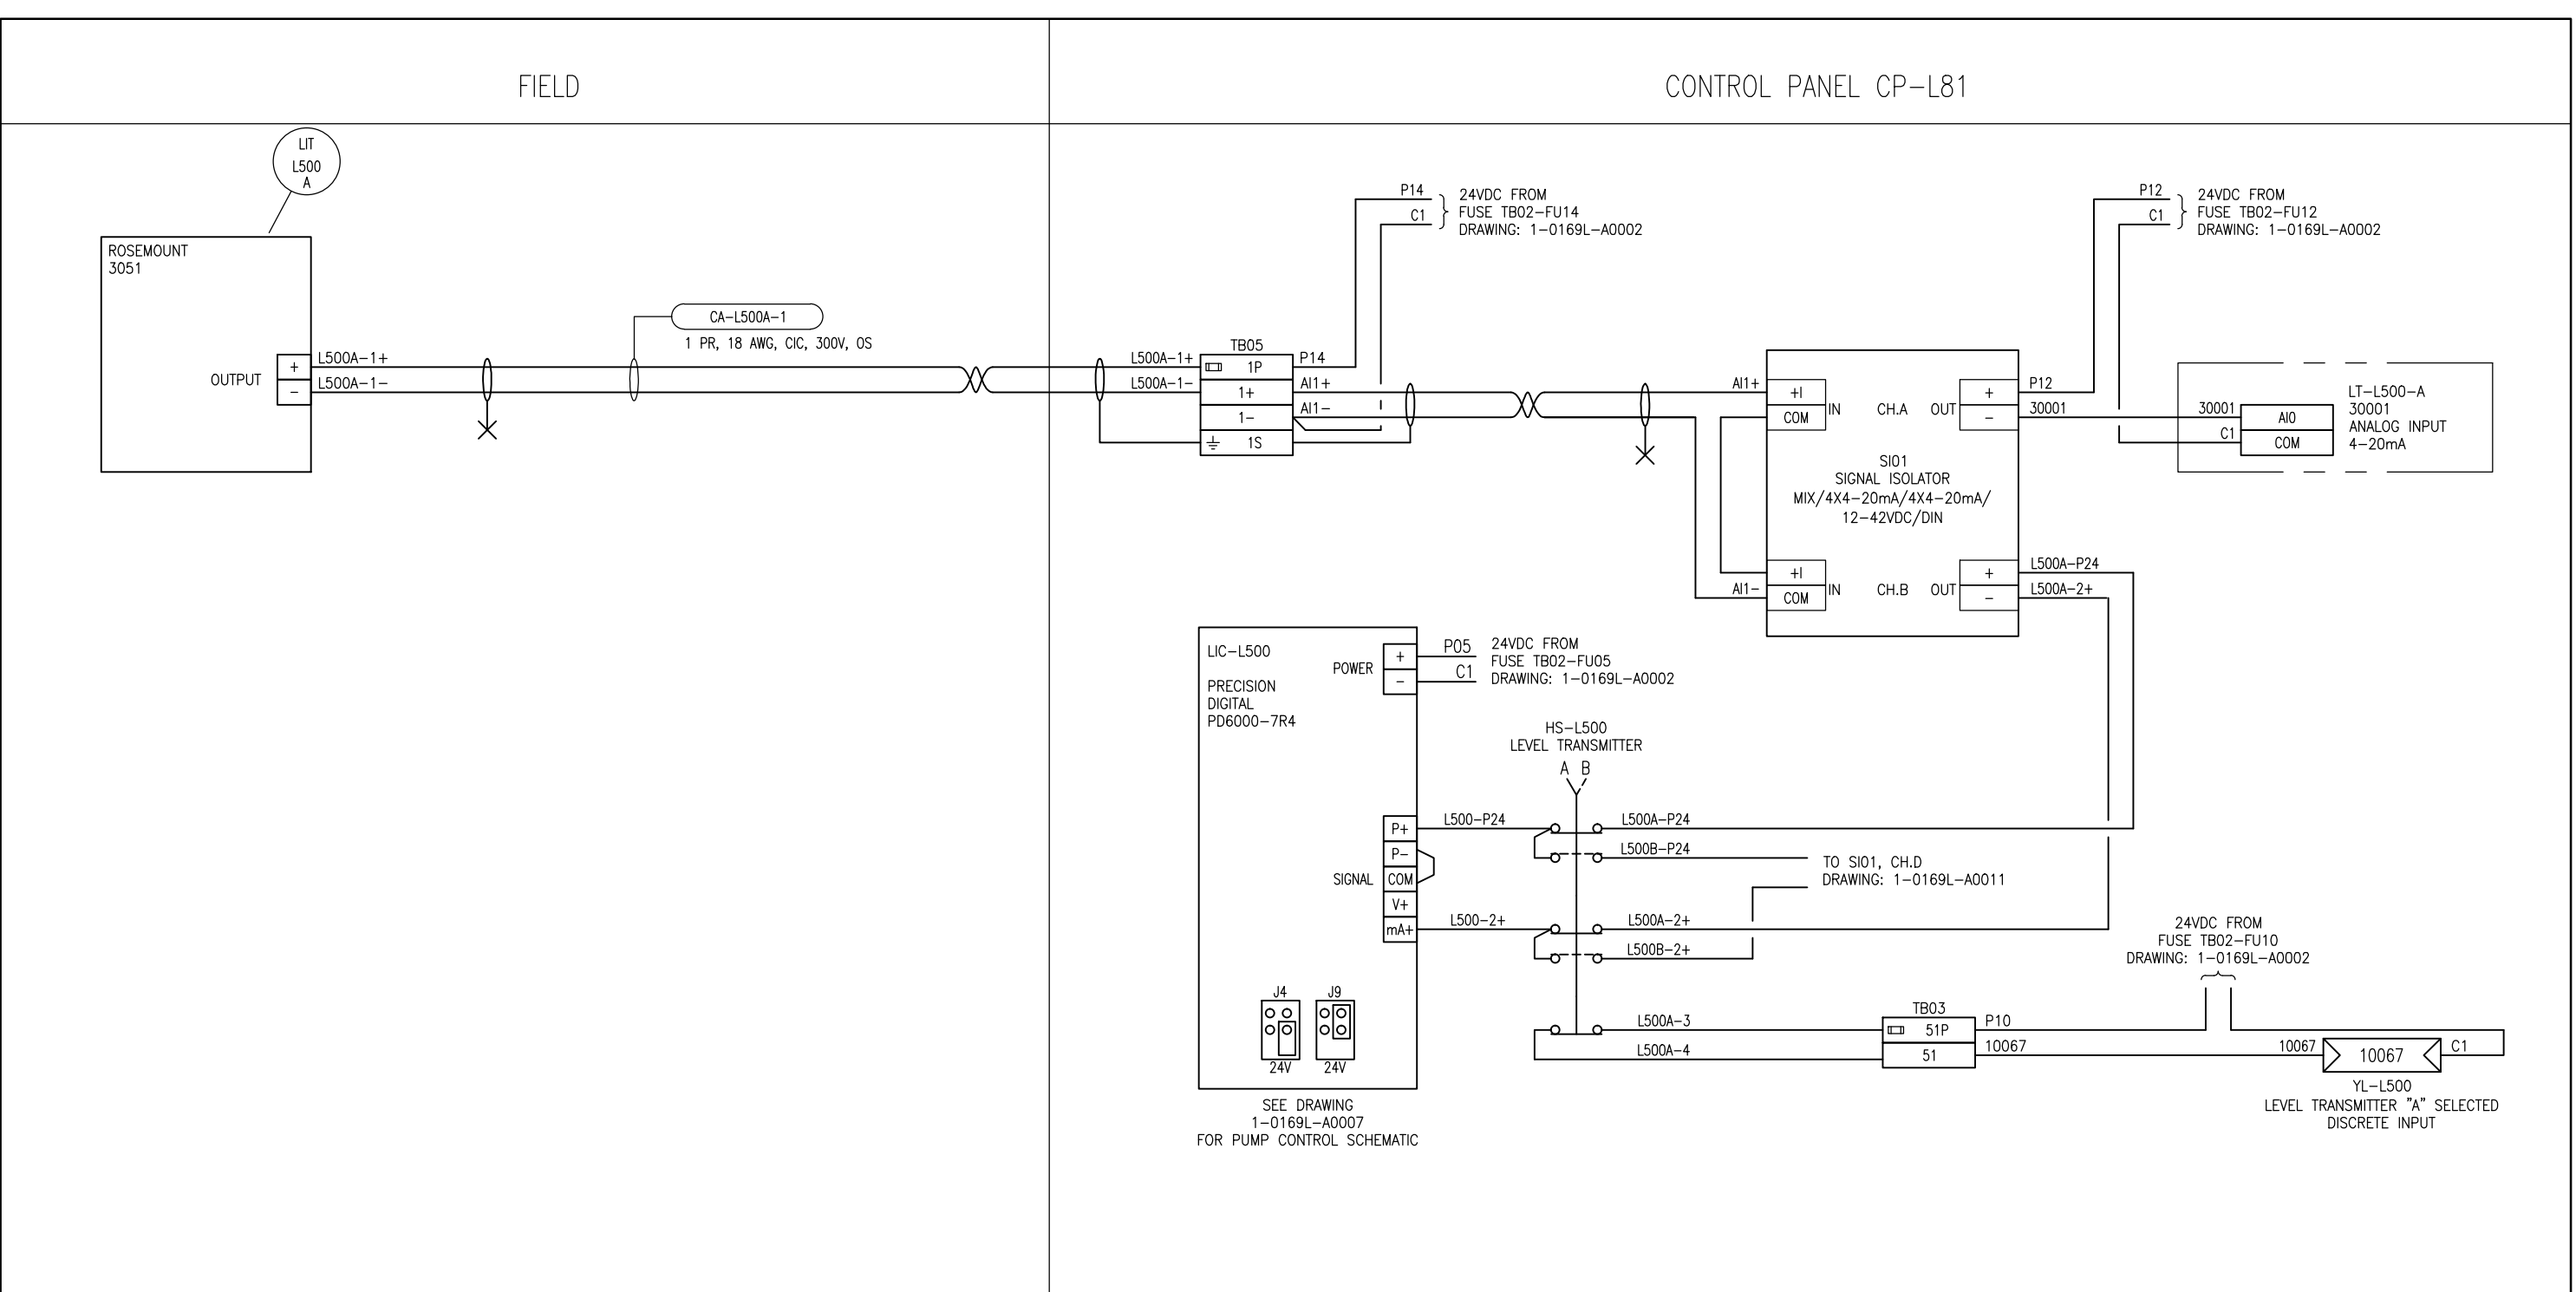 FIELD
CONTROL PANEL CP-L81
LIT
L500
A
ROSEMOUNT
3051
OUTPUT
+
-
L500A-1+
L500A-1-
CA-L500A-1
1 PR, 18 AWG, CIC, 300V, OS
L500A-1+
L500A-1-
TB05
1P
1+
1-
1S
P14
AI1+
AI1-
P14
C1
24VDC FROM
FUSE TB02-FU14
DRAWING: 1-0169L-A0002
AI1+
AI1-
+I
COM
IN
CH.A
OUT
+
-
SI01
SIGNAL ISOLATOR
MIX/4X4-20mA/4X4-20mA/
12-42VDC/DIN
+I
COM
IN
CH.B
OUT
+
-
P12
30001
P12
C1
24VDC FROM
FUSE TB02-FU12
DRAWING: 1-0169L-A0002
30001
C1
AI0
COM
LT-L500-A
30001
ANALOG INPUT
4-20mA
L500A-P24
L500A-2+
LIC-L500
PRECISION
DIGITAL
PD6000-7R4
POWER
+
-
P05
C1
24VDC FROM
FUSE TB02-FU05
DRAWING: 1-0169L-A0002
HS-L500
LEVEL TRANSMITTER
A B
SIGNAL
P+
P-
COM
V+
mA+
L500-P24
L500-2+
L500A-P24
L500B-P24
TO SI01, CH.D
DRAWING: 1-0169L-A0011
L500A-2+
L500B-2+
J4
J9
24V
24V
SEE DRAWING
1-0169L-A0007
FOR PUMP CONTROL SCHEMATIC
L500A-3
L500A-4
TB03
51P
51
P10
10067
24VDC FROM
FUSE TB02-FU10
DRAWING: 1-0169L-A0002
10067
10067
C1
YL-L500
LEVEL TRANSMITTER "A" SELECTED
DISCRETE INPUT